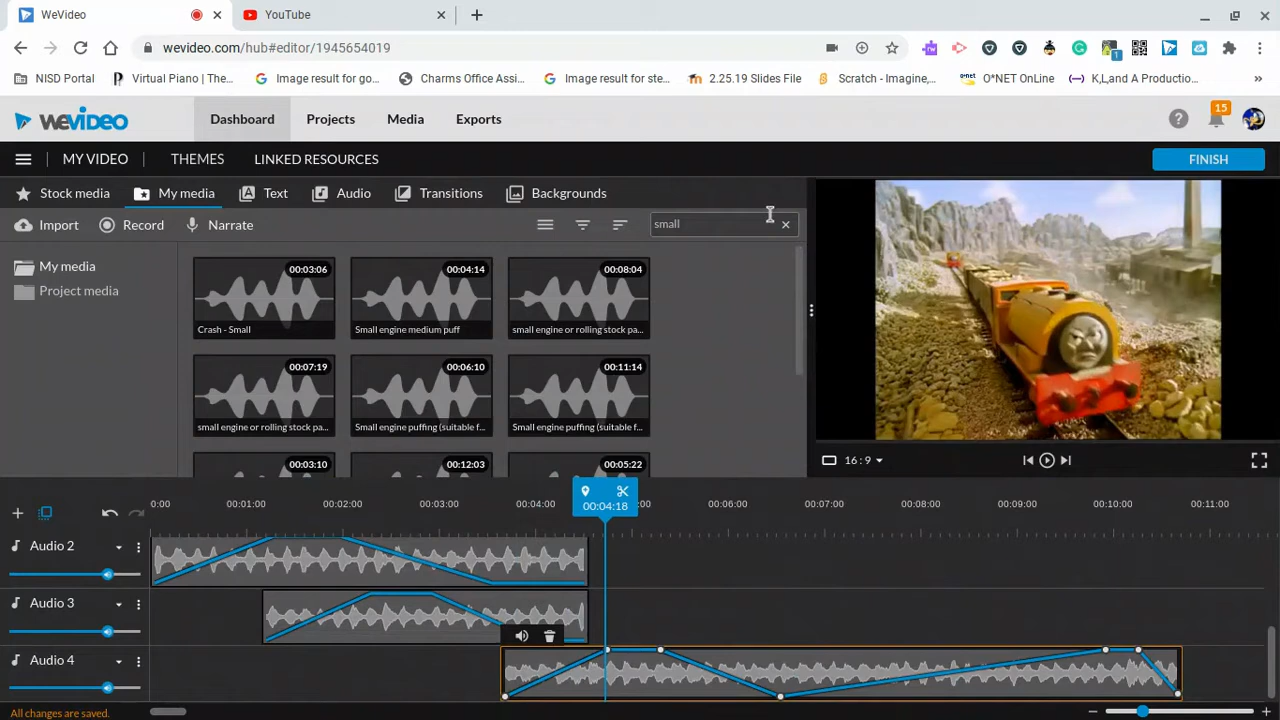 WeVideo
YouTube
wevideo.com/hub#editor/1945654019
NISD Portal
Virtual Piano | The...
Image result for go...
Charms Office Assi...
Image result for ste...
2.25.19 Slides File
Scratch - Imagine,...
O*NET OnLine
K,Land A Productio...
»
1
wevideo
Dashboard
Projects
Media
Exports
15
MY VIDEO
THEMES
LINKED RESOURCES
FINISH
Stock media
My media
Text
Audio
Transitions
Backgrounds
Import
Record
Narrate
small
My media
Project media
00:03:06
Crash - Small
00:04:14
Small engine medium puff
00:08:04
small engine or rolling stock pa...
00:07:19
small engine or rolling stock pa...
00:06:10
Small engine puffing (suitable f...
00:11:14
Small engine puffing (suitable f...
00:03:10
00:12:03
00:05:22
16:9
0:00
00:01:00
00:02:00
00:03:00
00:04:00
00:04:18
00:06:00
00:07:00
00:08:00
00:09:00
00:10:00
00:11:00
Audio 2
Audio 3
Audio 4
All changes are saved.